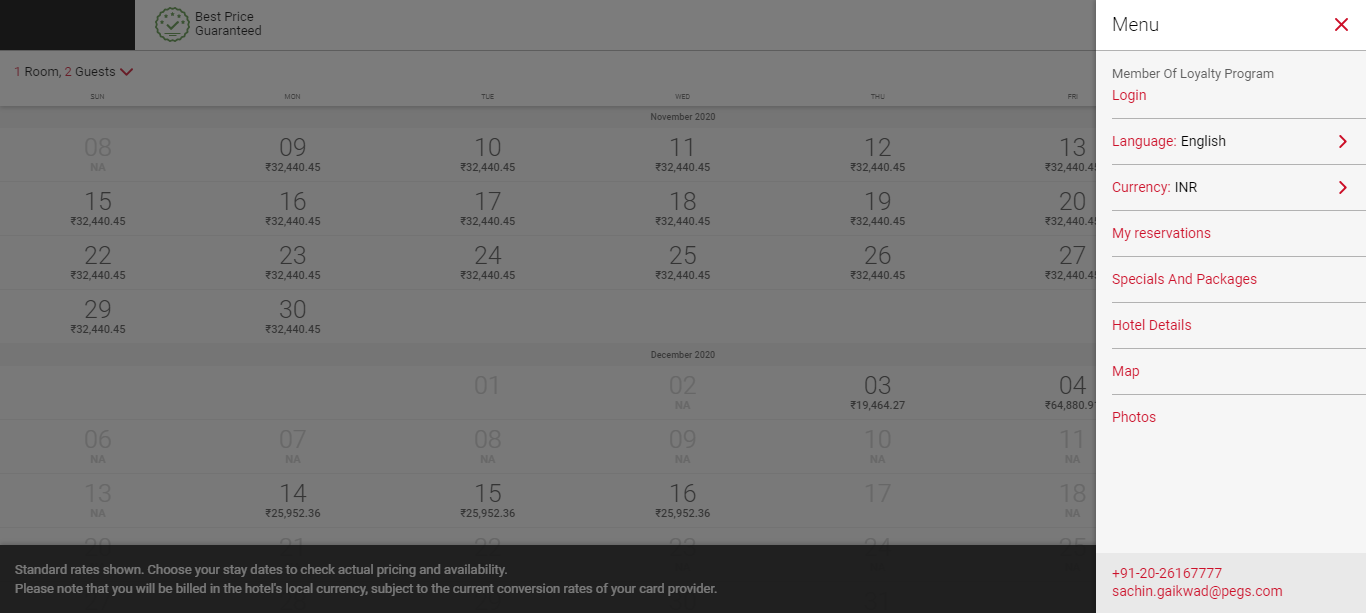 Best Price
Guaranteed
Menu
1 Room, 2 Guests
Member Of Loyalty Program
Login
SUN MON TUE WED THU FRI
November 2020
08 09 10 11 12 13
NA ₹32,440.45 ₹32,440.45 ₹32,440.45 ₹32,440.45 ₹32,440.45
Language: English
15 16 17 18 19 20
₹32,440.45 ₹32,440.45 ₹32,440.45 ₹32,440.45 ₹32,440.45 ₹32,440.45
Currency: INR
My reservations
22 23 24 25 26 27
₹32,440.45 ₹32,440.45 ₹32,440.45 ₹32,440.45 ₹32,440.45 ₹32,440.45
Specials And Packages
29 30
₹32,440.45 ₹32,440.45
Hotel Details
December 2020
Map
01 02 03 04
NA ₹19,464.27 ₹64,880.91
Photos
06 07 08 09 10 11
NA NA NA NA NA NA
13 14 15 16 17 18
NA ₹25,952.36 ₹25,952.36 ₹25,952.36 NA
20 21 22 23 24 25
Standard rates shown. Choose your stay dates to check actual pricing and availability.
Please note that you will be billed in the hotel's local currency, subject to the current conversion rates of your card provider.
+91-20-26167777
sachin.gaikwad@pegs.com